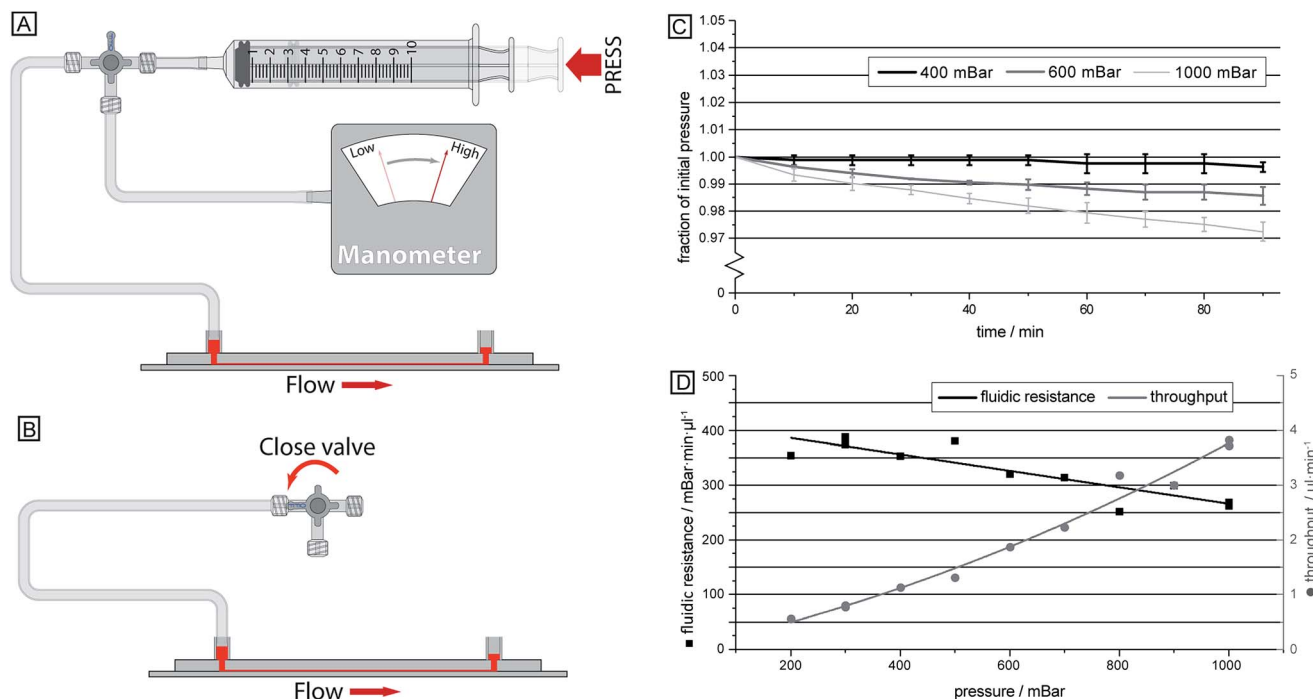 A
1 2 3 4 5 6 7 8 9 10
PRESS
Low
High
Manometer
Flow
B
Close valve
Flow
C
1.05
1.04
1.03
1.02
1.01
1.00
0.99
0.98
0.97
0
fraction of initial pressure
400 mBar 600 mBar 1000 mBar
0 20 40 60 80
time / min
D
500
450
400
350
300
250
200
150
100
50
0
fluidic resistance / mBar·min·µl⁻¹
fluidic resistance throughput
5
4
3
2
1
0
throughput / µl·min⁻¹
200 400 600 800 1000
pressure / mBar